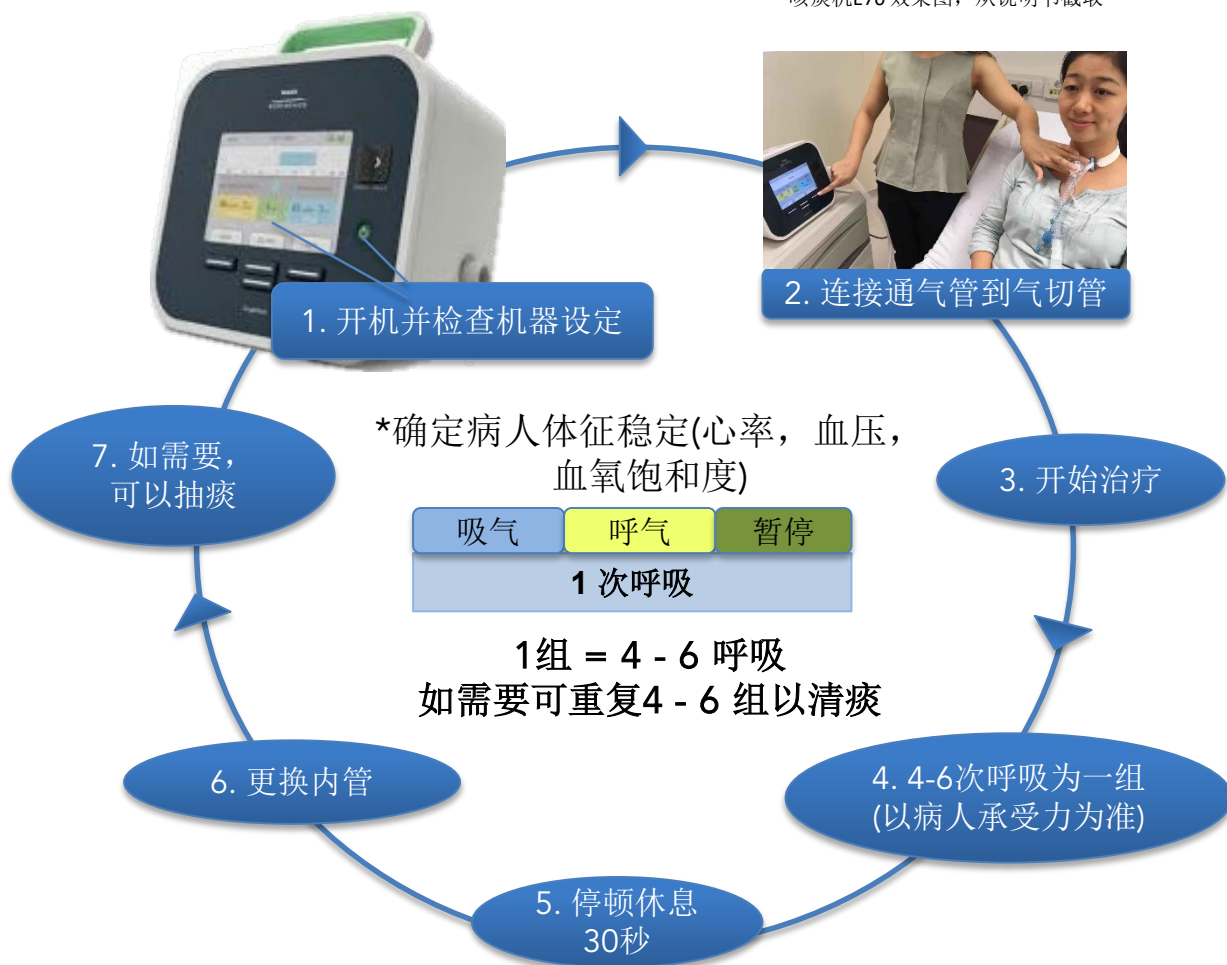 1. 开机并检查机器设定
2. 连接通气管到气切管
3. 开始治疗
4. 4-6次呼吸为一组
(以病人承受力为准)
5. 停顿休息
30秒
6. 更换内管
7. 如需要,
可以抽痰
*确定病人体征稳定(心率，血压，
血氧饱和度)
吸气 呼气 暂停
1 次呼吸
1组 = 4 - 6 呼吸
如需要可重复4 - 6 组以清痰